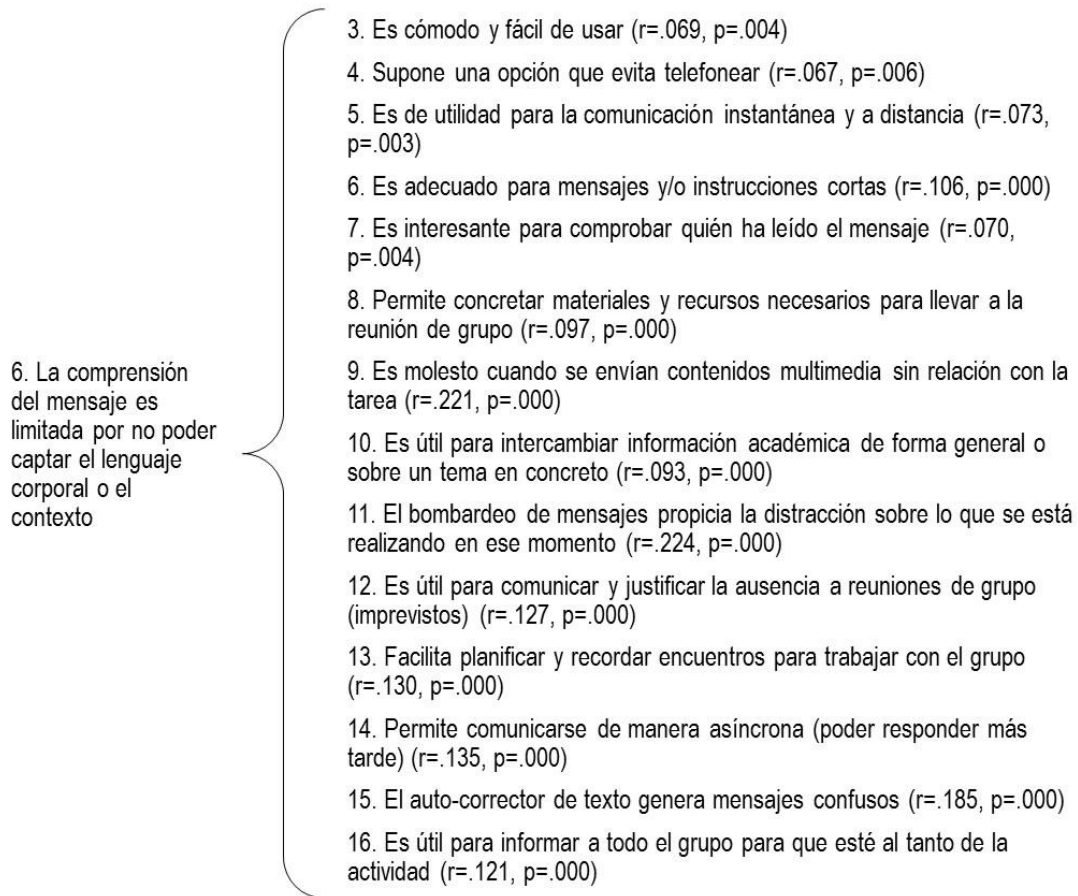 6. La comprensión
del mensaje es
limitada por no poder
captar el lenguaje
corporal o el
contexto
3. Es cómodo y fácil de usar (r=.069, p=.004)
4. Supone una opción que evita telefonear (r=.067, p=.006)
5. Es de utilidad para la comunicación instantánea y a distancia (r=.073,
p=.003)
6. Es adecuado para mensajes y/o instrucciones cortas (r=.106, p=.000)
7. Es interesante para comprobar quién ha leído el mensaje (r=.070,
p=.004)
8. Permite concretar materiales y recursos necesarios para llevar a la
reunión de grupo (r=.097, p=.000)
9. Es molesto cuando se envían contenidos multimedia sin relación con la
tarea (r=.221, p=.000)
10. Es útil para intercambiar información académica de forma general o
sobre un tema en concreto (r=.093, p=.000)
11. El bombardeo de mensajes propicia la distracción sobre lo que se está
realizando en ese momento (r=.224, p=.000)
12. Es útil para comunicar y justificar la ausencia a reuniones de grupo
(imprevistos) (r=.127, p=.000)
13. Facilita planificar y recordar encuentros para trabajar con el grupo
(r=.130, p=.000)
14. Permite comunicarse de manera asíncrona (poder responder más
tarde) (r=.135, p=.000)
15. El auto-corrector de texto genera mensajes confusos (r=.185, p=.000)
16. Es útil para informar a todo el grupo para que esté al tanto de la
actividad (r=.121, p=.000)